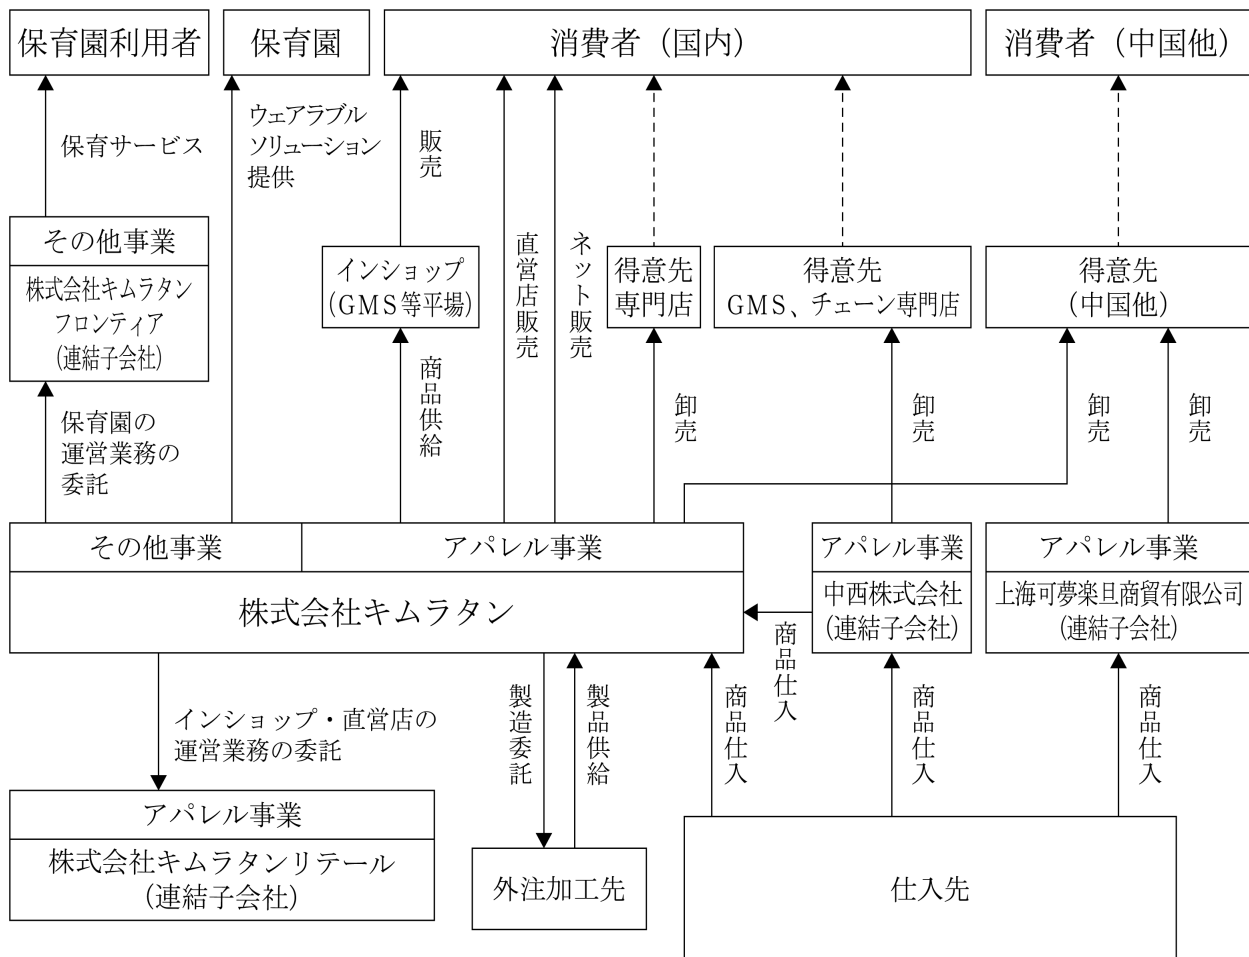 保育園利用者
保育園
消費者（国内）
消費者（中国他）
保育サービス
ウェアラブル
ソリューション
提供
販売
直営店販売
ネット販売
その他事業
株式会社キムラタン
フロンティア
（連結子会社）
インショップ
（ＧＭＳ等平場）
得意先
専門店
得意先
ＧＭＳ、チェーン専門店
得意先
（中国他）
保育園の
運営業務の
委託
商品供給
卸売
卸売
卸売
卸売
その他事業
アパレル事業
株式会社キムラタン
アパレル事業
中西株式会社
（連結子会社）
アパレル事業
上海可夢楽旦商貿有限公司
（連結子会社）
商品仕入
インショップ・直営店の
運営業務の委託
製造委託
製品供給
商品仕入
商品仕入
商品仕入
アパレル事業
株式会社キムラタンリテール
（連結子会社）
外注加工先
仕入先